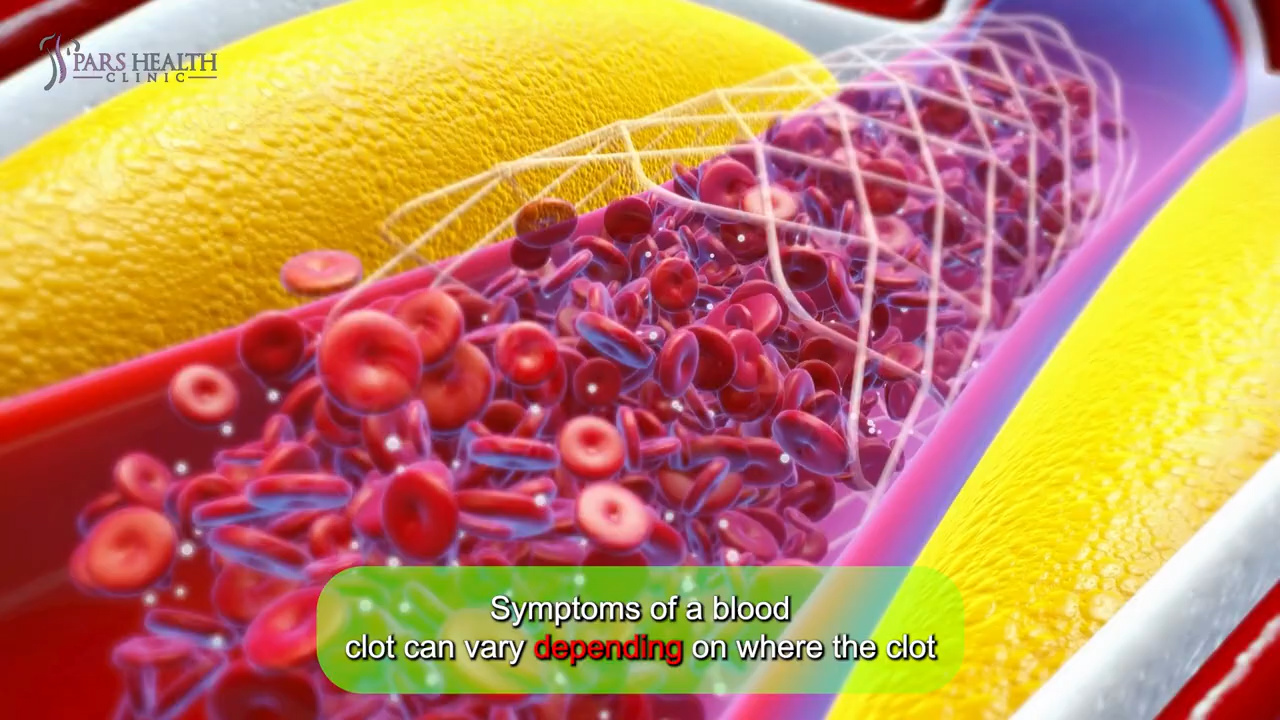 PARS HEALTH
CLINIC
Symptoms of a blood
clot can vary depending on where the clot